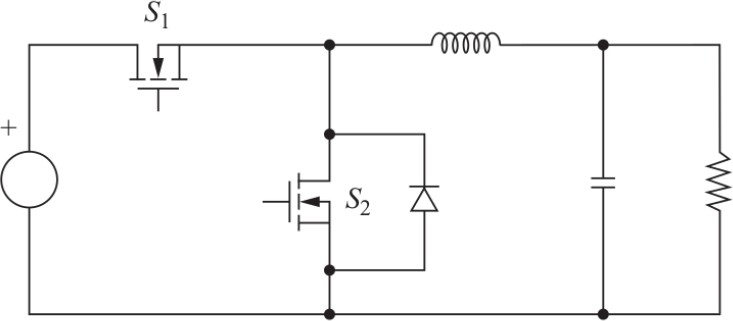 S₁
+
S₂